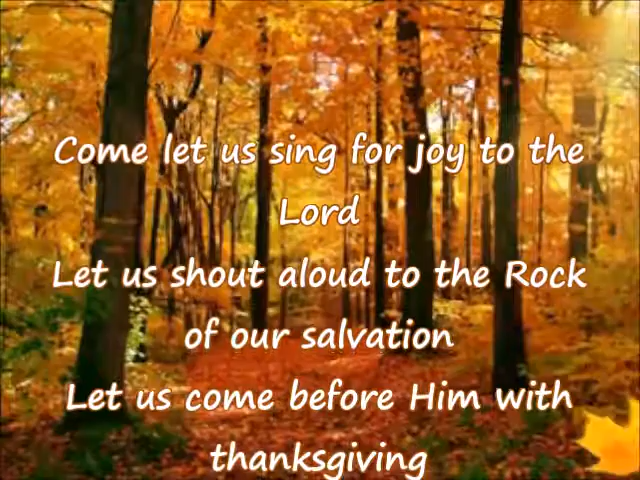 Come let us sing for joy to the
Lord
Let us shout aloud to the Rock
of our salvation
Let us come before Him with
thanksgiving